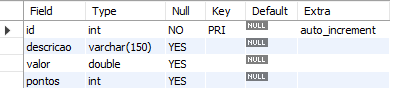 Field Type Null Key Default Extra
id int NO PRI NULL auto_increment
descricao varchar(150) YES NULL
valor double YES NULL
pontos int YES NULL